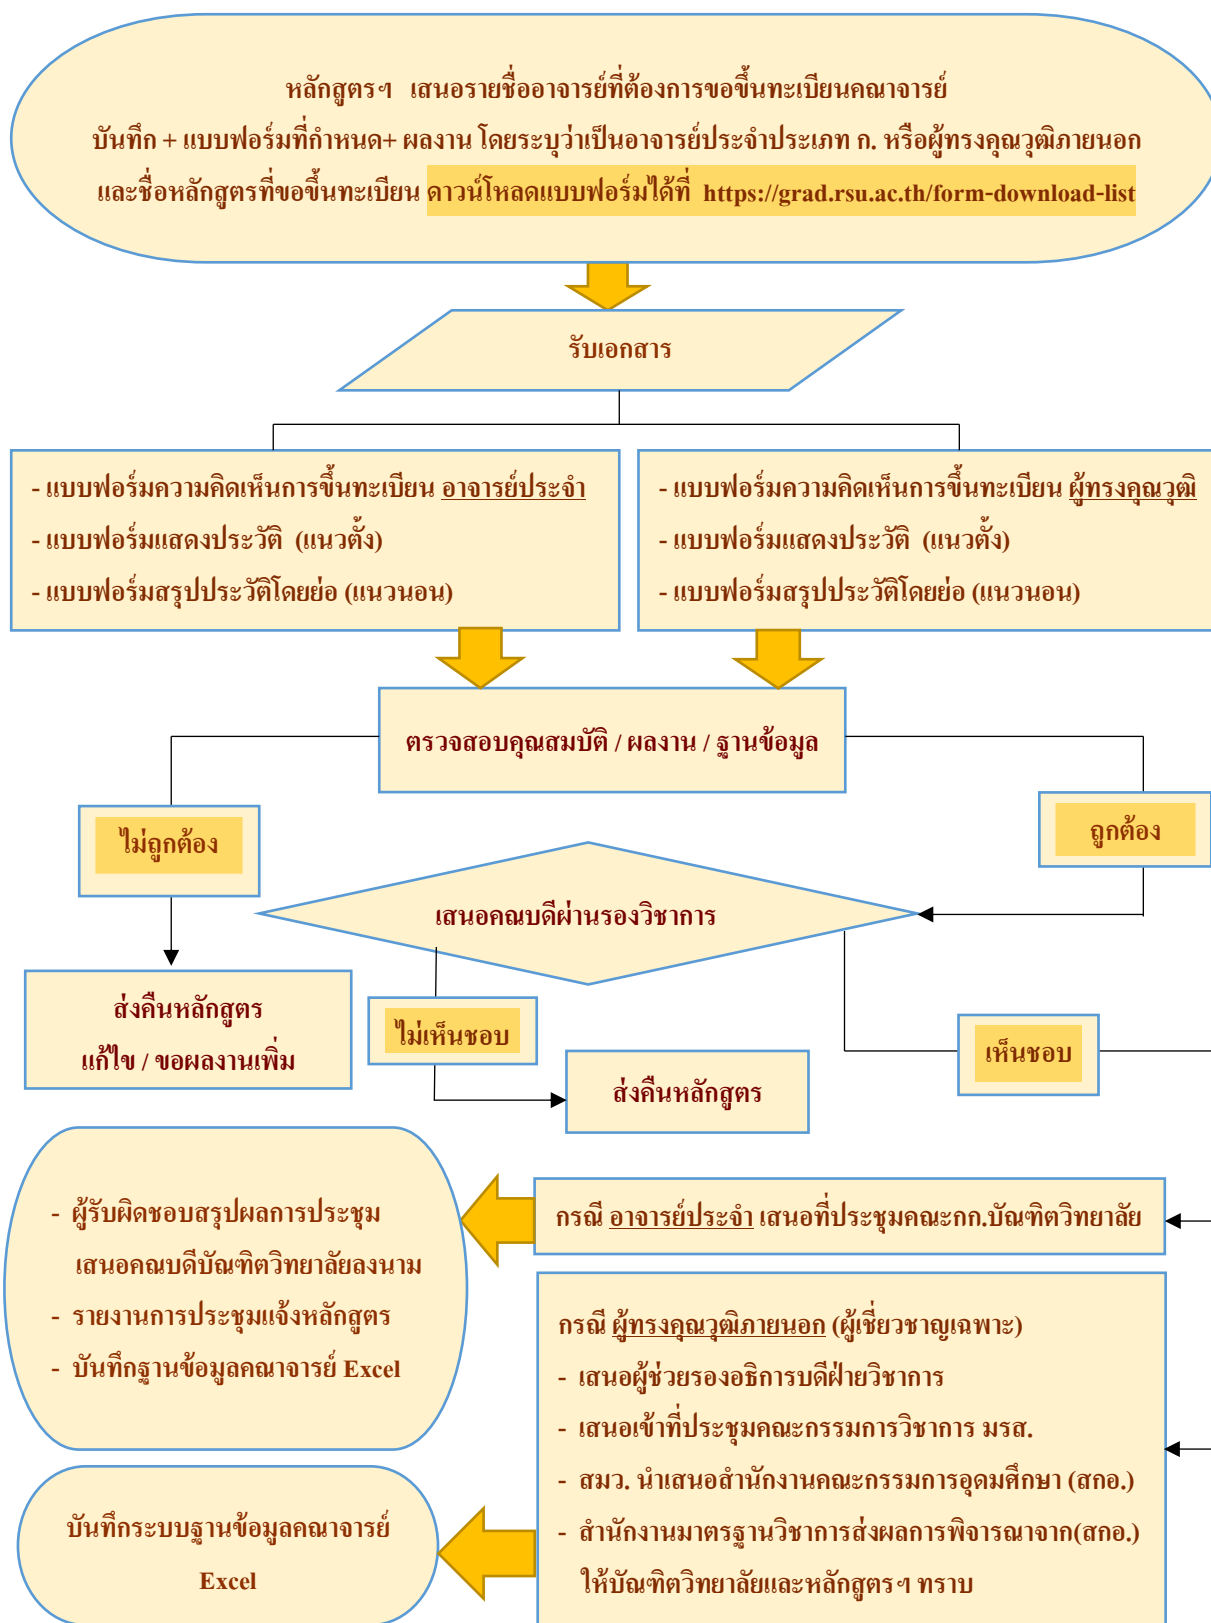 หลักสูตรฯ เสนอรายชื่ออาจารย์ที่ต้องการขอขึ้นทะเบียนคณาจารย์
บันทึก + แบบฟอร์มที่กำหนด+ ผลงาน โดยระบุว่าเป็นอาจารย์ประจำประเภท ก. หรือผู้ทรงคุณวุฒิภายนอก
และชื่อหลักสูตรที่ขอขึ้นทะเบียน ดาวน์โหลดแบบฟอร์มได้ที่ https://grad.rsu.ac.th/form-download-list
รับเอกสาร
- แบบฟอร์มความคิดเห็นการขึ้นทะเบียน อาจารย์ประจำ
- แบบฟอร์มแสดงประวัติ (แนวตั้ง)
- แบบฟอร์มสรุปประวัติโดยย่อ (แนวนอน)
- แบบฟอร์มความคิดเห็นการขึ้นทะเบียน ผู้ทรงคุณวุฒิ
- แบบฟอร์มแสดงประวัติ (แนวตั้ง)
- แบบฟอร์มสรุปประวัติโดยย่อ (แนวนอน)
ตรวจสอบคุณสมบัติ / ผลงาน / ฐานข้อมูล
ไม่ถูกต้อง
ถูกต้อง
เสนอคณบดีผ่านรองวิชาการ
ส่งคืนหลักสูตร
แก้ไข / ขอผลงานเพิ่ม
ไม่เห็นชอบ
เห็นชอบ
ส่งคืนหลักสูตร
กรณี อาจารย์ประจำ เสนอที่ประชุมคณะกก.บัณฑิตวิทยาลัย
- ผู้รับผิดชอบสรุปผลการประชุม
เสนอคณบดีบัณฑิตวิทยาลัยลงนาม
- รายงานการประชุมแจ้งหลักสูตร
- บันทึกฐานข้อมูลคณาจารย์ Excel
กรณี ผู้ทรงคุณวุฒิภายนอก (ผู้เชี่ยวชาญเฉพาะ)
- เสนอผู้ช่วยรองอธิการบดีฝ่ายวิชาการ
- เสนอเข้าที่ประชุมคณะกรรมการวิชาการ มรส.
- สมว. นำเสนอสำนักงานคณะกรรมการอุดมศึกษา (สกอ.)
- สำนักงานมาตรฐานวิชาการส่งผลการพิจารณาจาก(สกอ.)
ให้บัณฑิตวิทยาลัยและหลักสูตรฯ ทราบ
บันทึกระบบฐานข้อมูลคณาจารย์
Excel